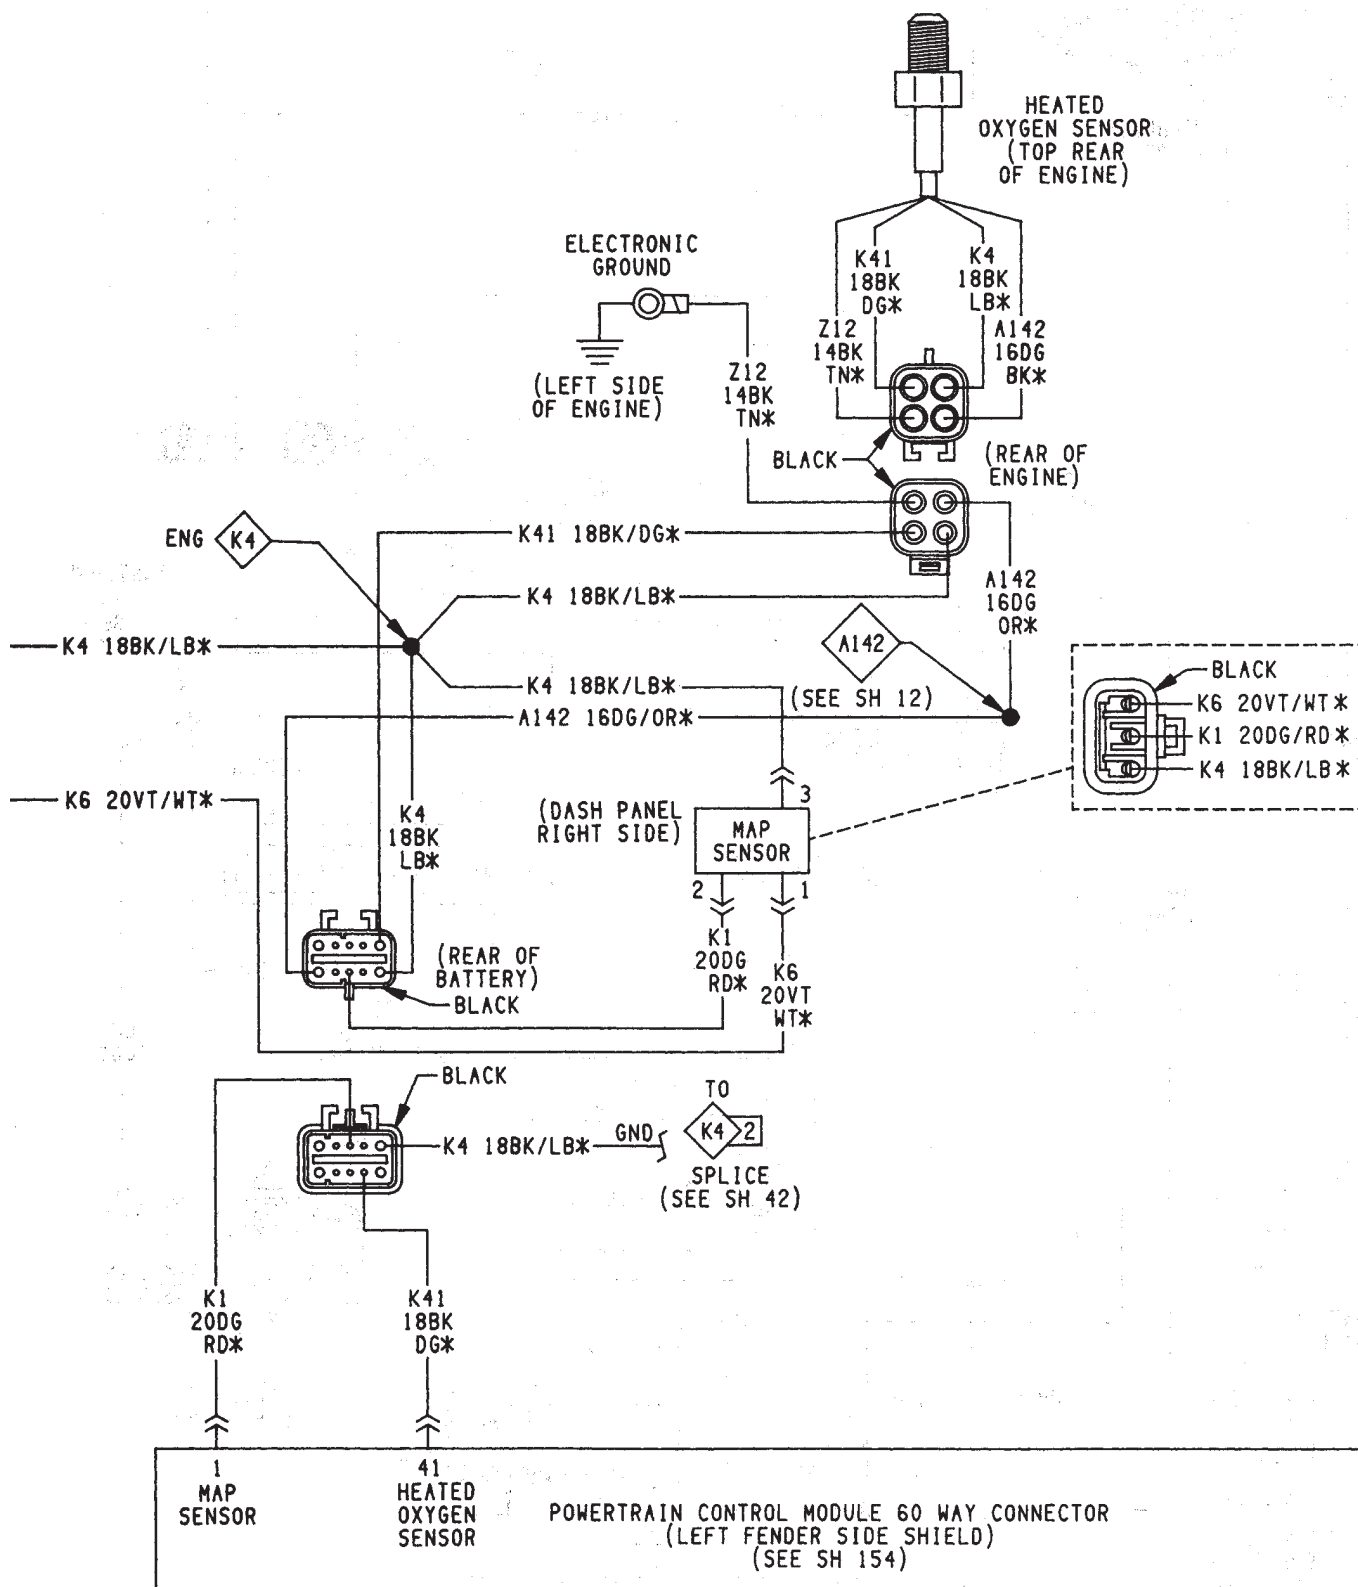 HEATED
OXYGEN SENSOR
(TOP REAR
OF ENGINE)
ELECTRONIC
GROUND
(LEFT SIDE
OF ENGINE)
K41
18BK
DG*
K4
18BK
LB*
Z12
14BK
TN*
A142
16DG
BK*
Z12
14BK
TN*
BLACK
(REAR OF
ENGINE)
ENG K4
K41 18BK/DG*
K4 18BK/LB*
A142
16DG
OR*
K4 18BK/LB*
A142
K4 18BK/LB*
(SEE SH 12)
A142 16DG/OR*
BLACK
K6 20VT/WT*
K1 20DG/RD*
K4 18BK/LB*
K6 20VT/WT*
K4
18BK
LB*
(DASH PANEL
RIGHT SIDE)
3
MAP
SENSOR
2
1
K1
20DG
RD*
K6
20VT
WT*
(REAR OF
BATTERY)
BLACK
BLACK
K4 18BK/LB*
GND
TO
K4 2
SPLICE
(SEE SH 42)
K1
20DG
RD*
K41
18BK
DG*
1
MAP
SENSOR
41
HEATED
OXYGEN
SENSOR
POWERTRAIN CONTROL MODULE 60 WAY CONNECTOR
(LEFT FENDER SIDE SHIELD)
(SEE SH 154)